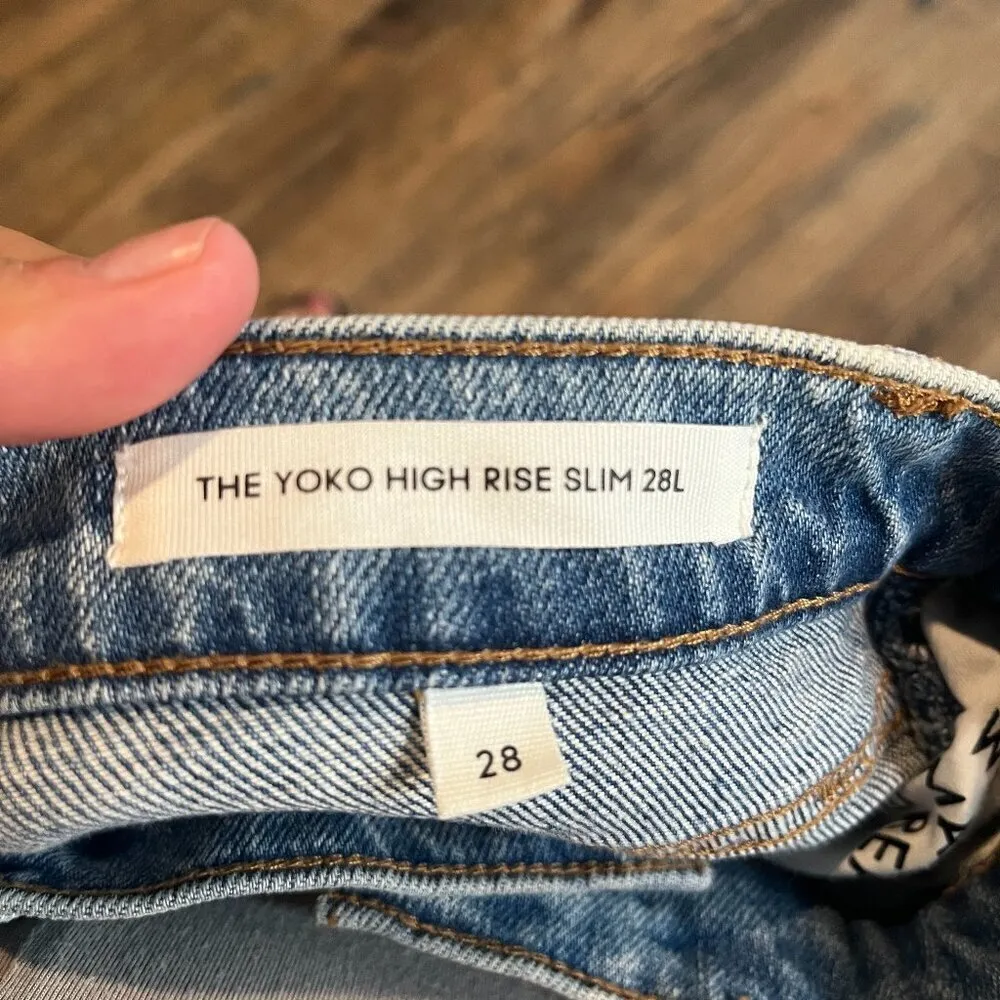 THE YOKO HIGH RISE SLIM 28L
28